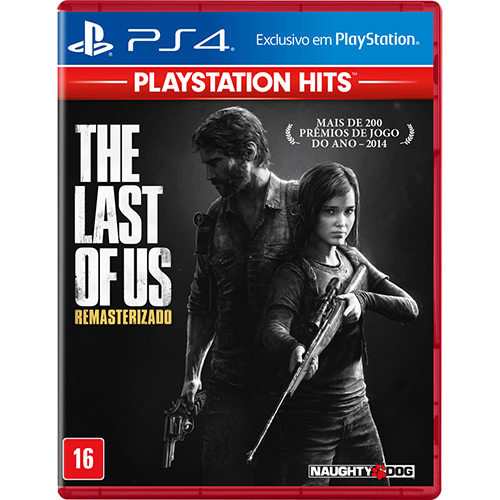 PS4
Exclusivo em PlayStation.
PLAYSTATION HITS™
MAIS DE 200
PRÊMIOS DE JOGO
DO ANO – 2014
THE
LAST
OF US
REMASTERIZADO
16
NAUGHTY DOG